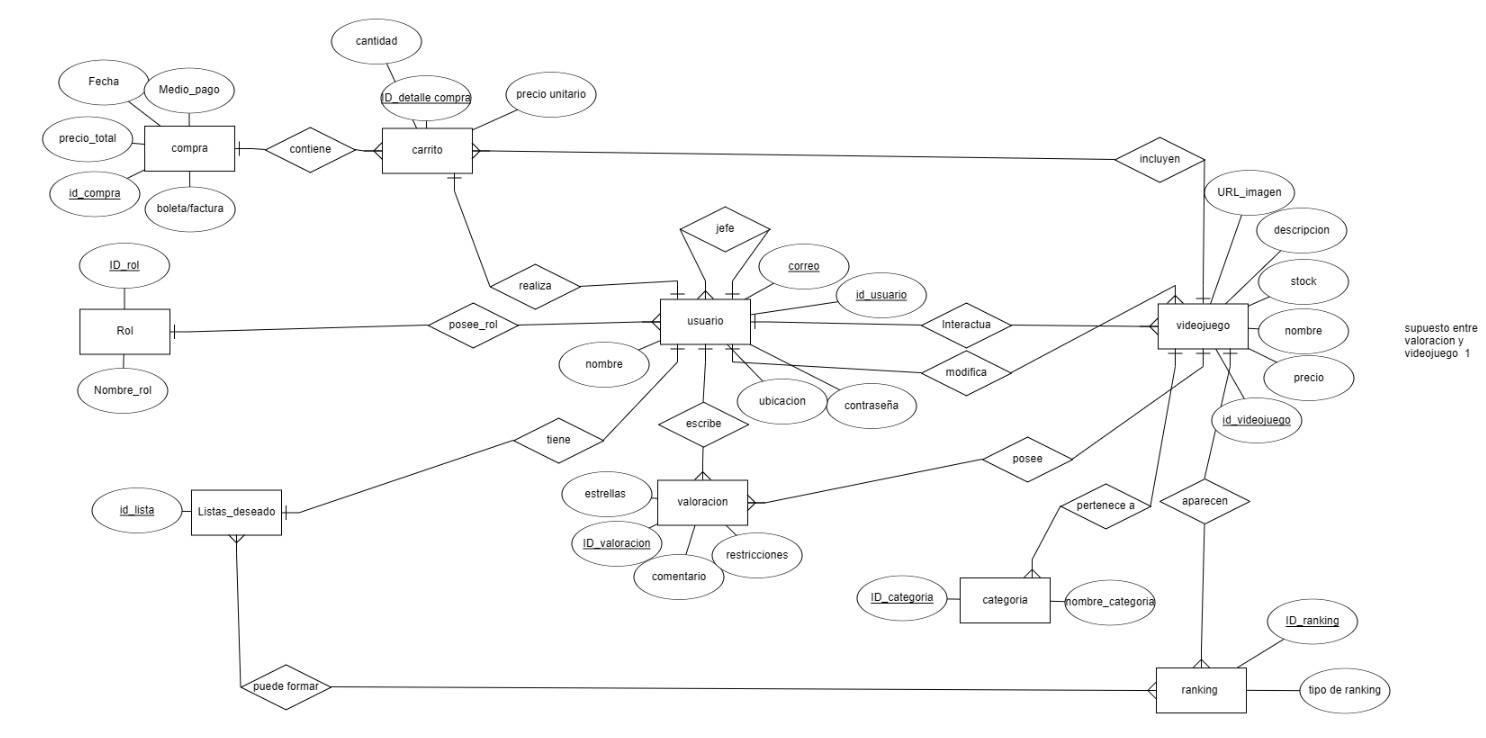 cantidad
Fecha
Medio_pago
ID_detalle compra
precio unitario
precio_total
compra
contiene
carrito
incluyen
id_compra
boleta/factura
URL_imagen
jefe
descripcion
ID_rol
correo
realiza
id_usuario
stock
Rol
posee_rol
usuario
Interactua
videojuego
nombre
supuesto entre
valoracion y
videojuego 1
nombre
modifica
precio
Nombre_rol
ubicacion
contraseña
escribe
id_videojuego
tiene
posee
estrellas
valoracion
pertenece a
aparecen
id_lista
Listas_deseado
ID_valoracion
restricciones
comentario
ID_categoria
categoria
nombre_categoria
ID_ranking
puede formar
ranking
tipo de ranking